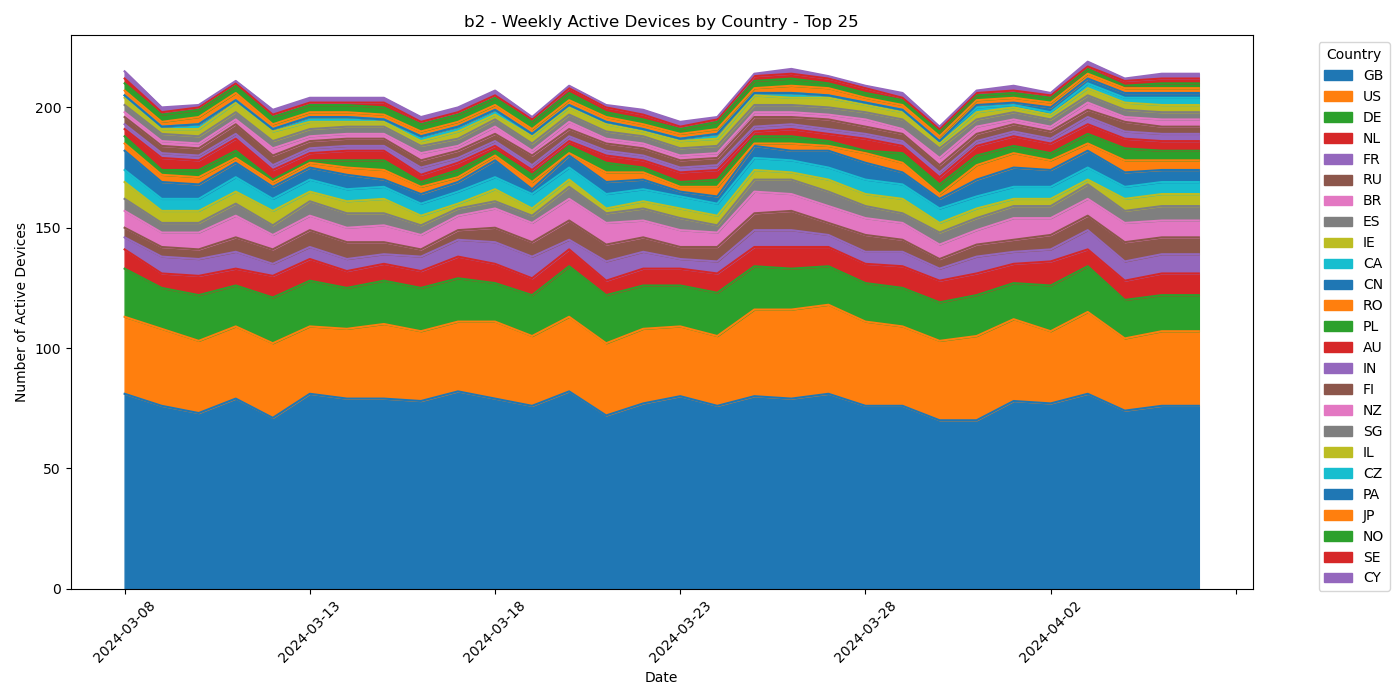 b2 - Weekly Active Devices by Country - Top 25
Number of Active Devices
200
150
100
50
0
2024-03-08
2024-03-13
2024-03-18
2024-03-23
2024-03-28
2024-04-02
Date
Country
GB
US
DE
NL
FR
RU
BR
ES
IE
CA
CN
RO
PL
AU
IN
FI
NZ
SG
IL
CZ
PA
JP
NO
SE
CY